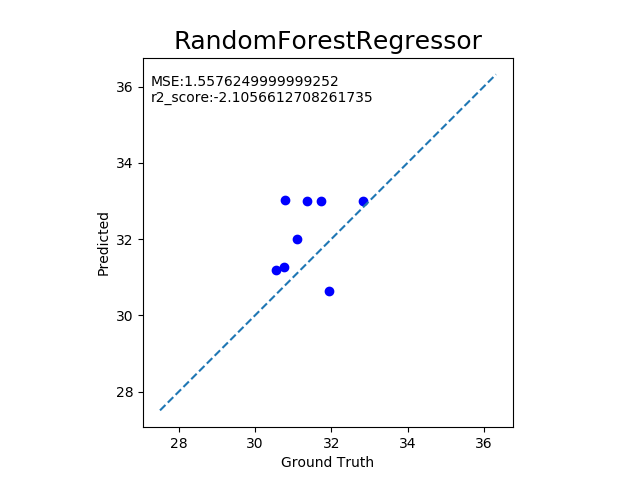 RandomForestRegressor
MSE:1.5576249999999252
r2_score:-2.1056612708261735
36
34
32
30
28
Predicted
28 30 32 34 36
Ground Truth